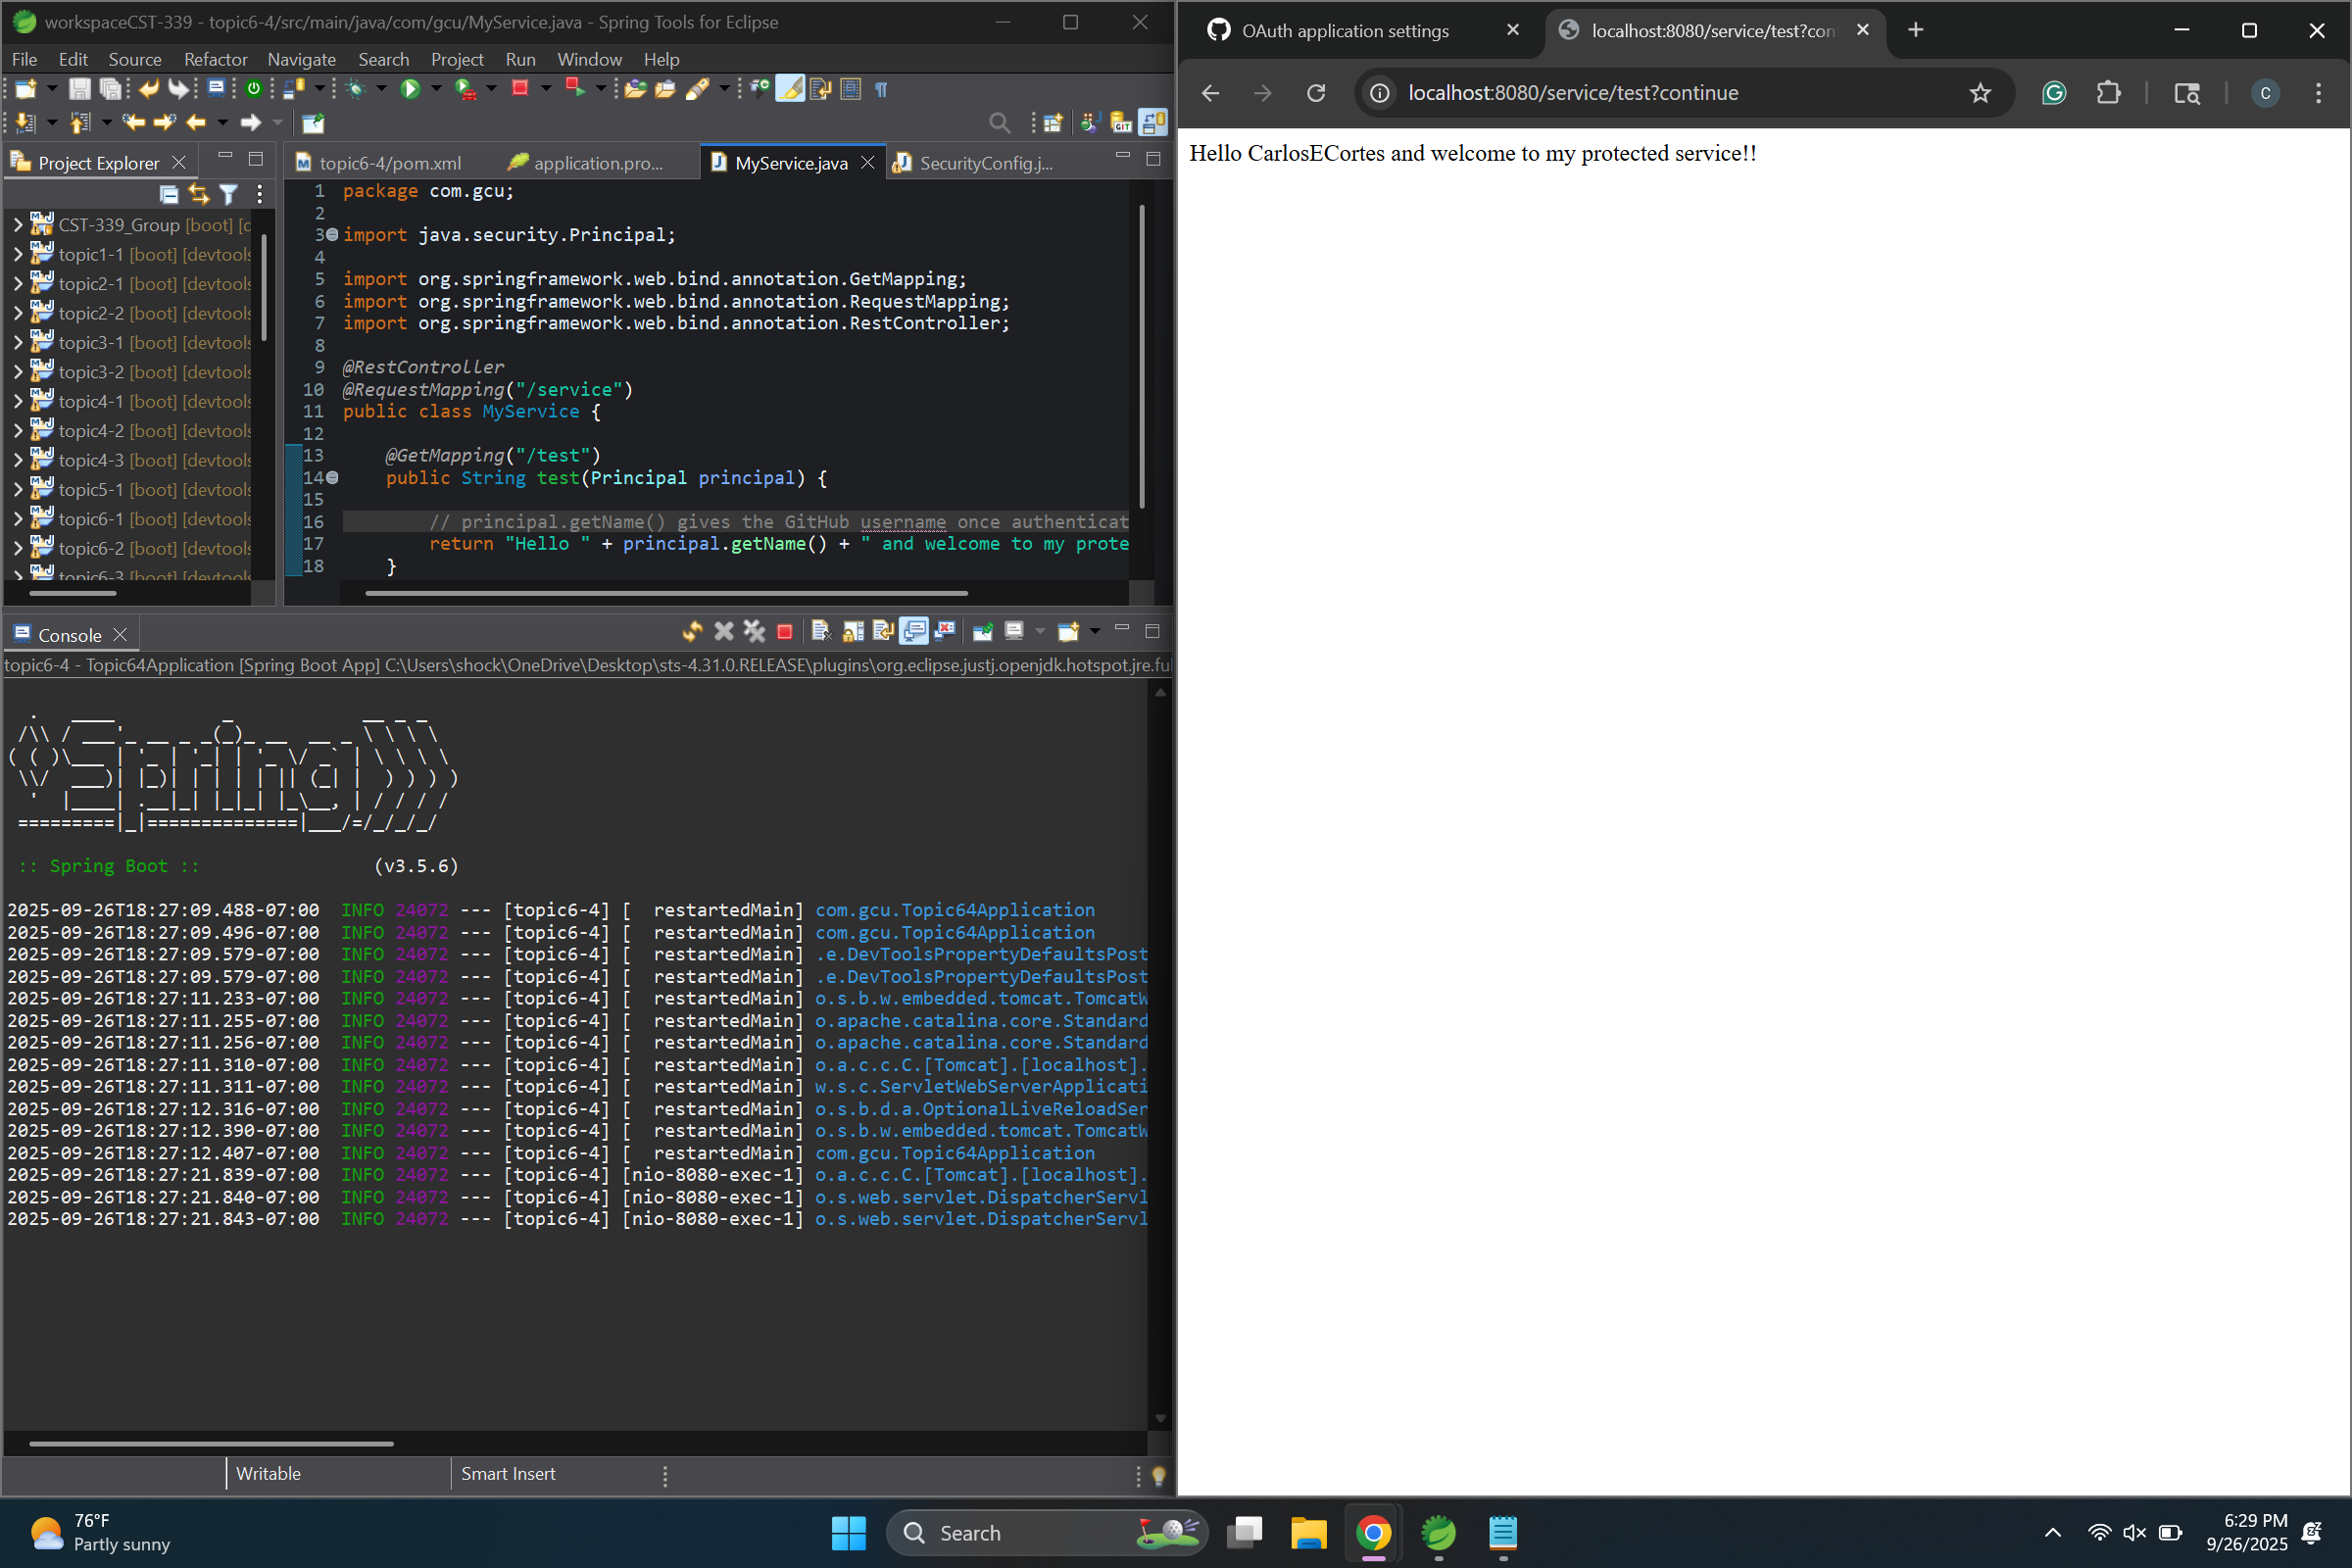 workspaceCST-339 - topic6-4/src/main/java/com/gcu/MyService.java - Spring Tools for Eclipse
File Edit Source Refactor Navigate Search Project Run Window Help
Project Explorer
CST-339_Group [boot] [d
topic1-1 [boot] [devtools
topic2-1 [boot] [devtools
topic2-2 [boot] [devtools
topic3-1 [boot] [devtools
topic3-2 [boot] [devtools
topic4-1 [boot] [devtools
topic4-2 [boot] [devtools
topic4-3 [boot] [devtools
topic5-1 [boot] [devtools
topic6-1 [boot] [devtools
topic6-2 [boot] [devtools
topic6-3 [boot] [devtools
topic6-4/pom.xml
application.pro...
MyService.java
SecurityConfig.j...
1 package com.gcu;
2
3 import java.security.Principal;
4
5 import org.springframework.web.bind.annotation.GetMapping;
6 import org.springframework.web.bind.annotation.RequestMapping;
7 import org.springframework.web.bind.annotation.RestController;
8
9 @RestController
10 @RequestMapping("/service")
11 public class MyService {
12
13 @GetMapping("/test")
14 public String test(Principal principal) {
15
16 // principal.getName() gives the GitHub username once authenticat
17 return "Hello " + principal.getName() + " and welcome to my prote
18 }
Console
topic6-4 - Topic64Application [Spring Boot App] C:\Users\shock\OneDrive\Desktop\sts-4.31.0.RELEASE\plugins\org.eclipse.justj.openjdk.hotspot.jre.ful
Spring
:: Spring Boot :: (v3.5.6)
2025-09-26T18:27:09.488-07:00 INFO 24072 --- [topic6-4] [ restartedMain] com.gcu.Topic64Application
2025-09-26T18:27:09.496-07:00 INFO 24072 --- [topic6-4] [ restartedMain] com.gcu.Topic64Application
2025-09-26T18:27:09.579-07:00 INFO 24072 --- [topic6-4] [ restartedMain] .e.DevToolsPropertyDefaultsPost
2025-09-26T18:27:09.579-07:00 INFO 24072 --- [topic6-4] [ restartedMain] .e.DevToolsPropertyDefaultsPost
2025-09-26T18:27:11.233-07:00 INFO 24072 --- [topic6-4] [ restartedMain] o.s.b.w.embedded.tomcat.TomcatW
2025-09-26T18:27:11.255-07:00 INFO 24072 --- [topic6-4] [ restartedMain] o.apache.catalina.core.Standard
2025-09-26T18:27:11.256-07:00 INFO 24072 --- [topic6-4] [ restartedMain] o.apache.catalina.core.Standard
2025-09-26T18:27:11.310-07:00 INFO 24072 --- [topic6-4] [ restartedMain] o.a.c.c.C.[Tomcat].[localhost].
2025-09-26T18:27:11.311-07:00 INFO 24072 --- [topic6-4] [ restartedMain] w.s.c.ServletWebServerApplicati
2025-09-26T18:27:12.316-07:00 INFO 24072 --- [topic6-4] [ restartedMain] o.s.b.d.a.OptionalLiveReloadSer
2025-09-26T18:27:12.390-07:00 INFO 24072 --- [topic6-4] [ restartedMain] o.s.b.w.embedded.tomcat.TomcatW
2025-09-26T18:27:12.407-07:00 INFO 24072 --- [topic6-4] [ restartedMain] com.gcu.Topic64Application
2025-09-26T18:27:21.839-07:00 INFO 24072 --- [topic6-4] [nio-8080-exec-1] o.a.c.c.C.[Tomcat].[localhost].
2025-09-26T18:27:21.840-07:00 INFO 24072 --- [topic6-4] [nio-8080-exec-1] o.s.web.servlet.DispatcherServl
2025-09-26T18:27:21.843-07:00 INFO 24072 --- [topic6-4] [nio-8080-exec-1] o.s.web.servlet.DispatcherServl
Writable
Smart Insert
OAuth application settings
localhost:8080/service/test?con
localhost:8080/service/test?continue
C
Hello CarlosECortes and welcome to my protected service!!
76°F
Partly sunny
Search
6:29 PM
9/26/2025